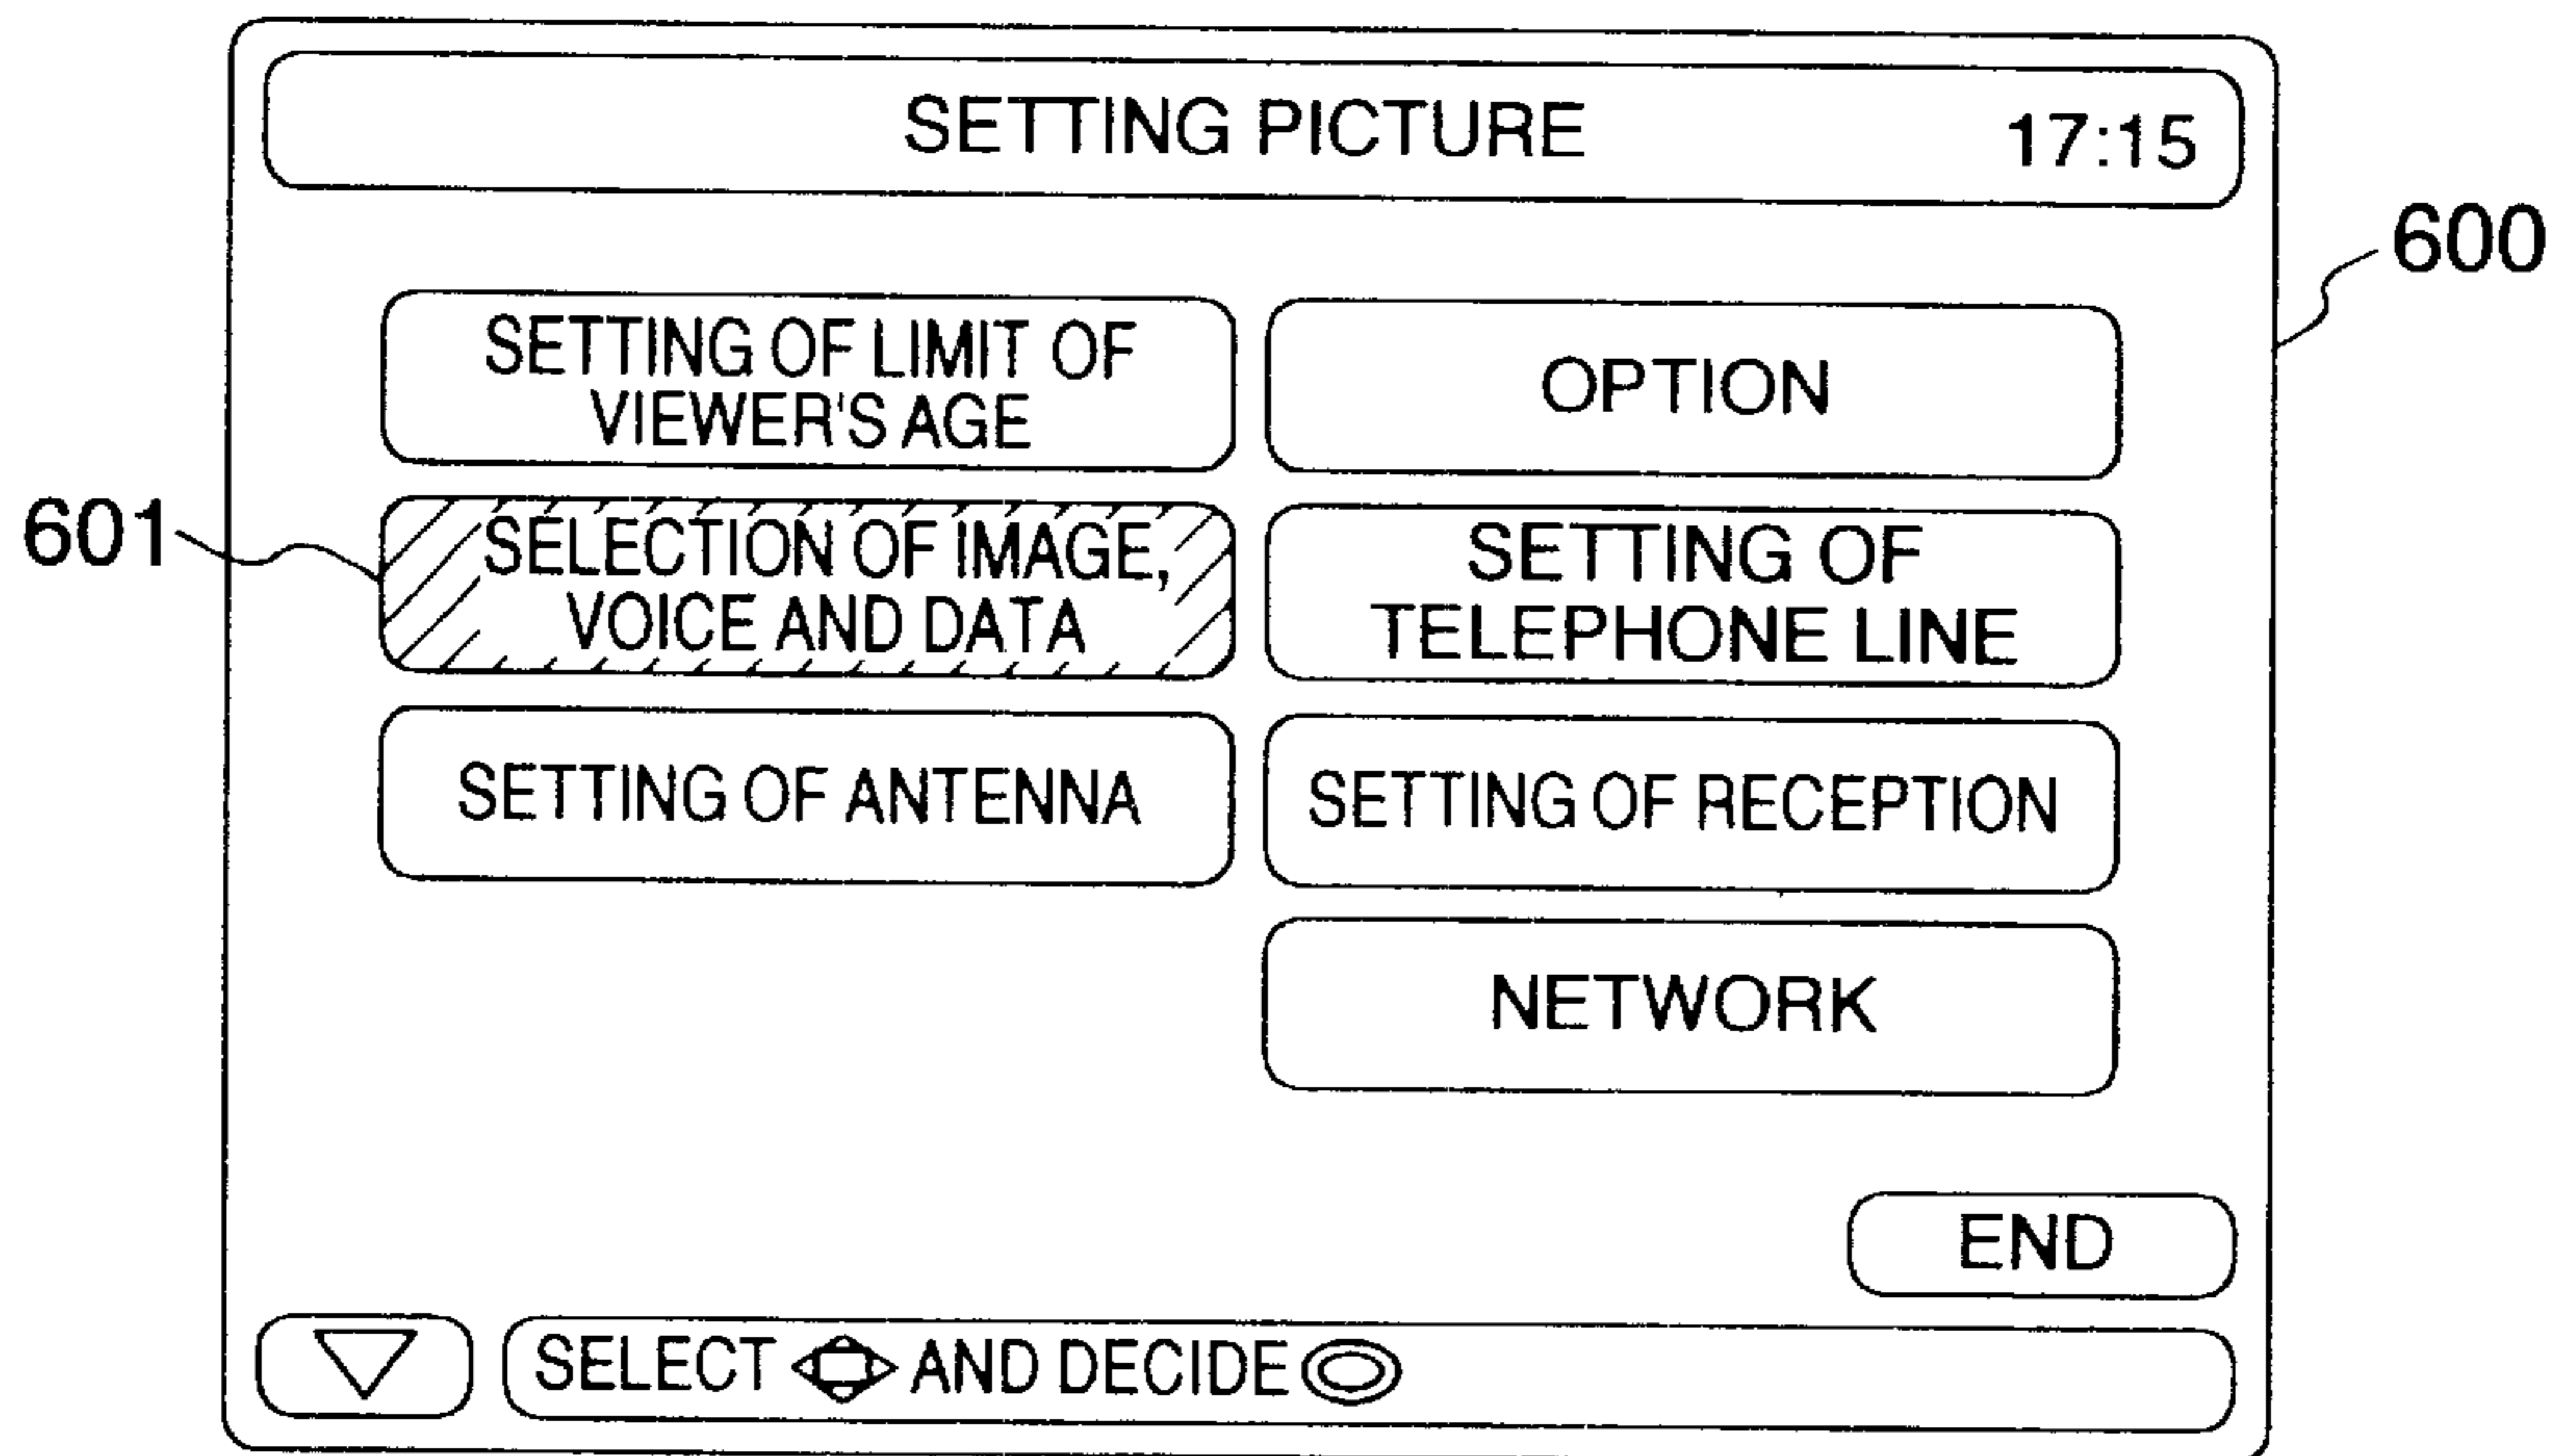 SETTING PICTURE
17:15
600
SETTING OF LIMIT OF
VIEWER'S AGE
OPTION
601
SELECTION OF IMAGE,
VOICE AND DATA
SETTING OF
TELEPHONE LINE
SETTING OF ANTENNA
SETTING OF RECEPTION
NETWORK
END
SELECT AND DECIDE